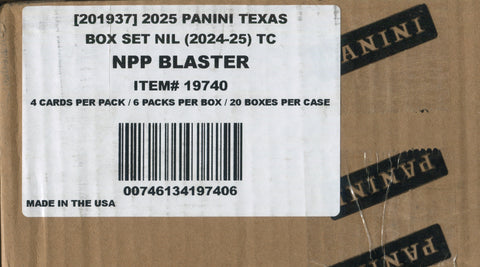 [201937] 2025 PANINI TEXAS
BOX SET NIL (2024-25) TC
NPP BLASTER
ITEM# 19740
4 CARDS PER PACK / 6 PACKS PER BOX / 20 BOXES PER CASE
00746134197406
MADE IN THE USA
PANINI
PANINI
PANINI